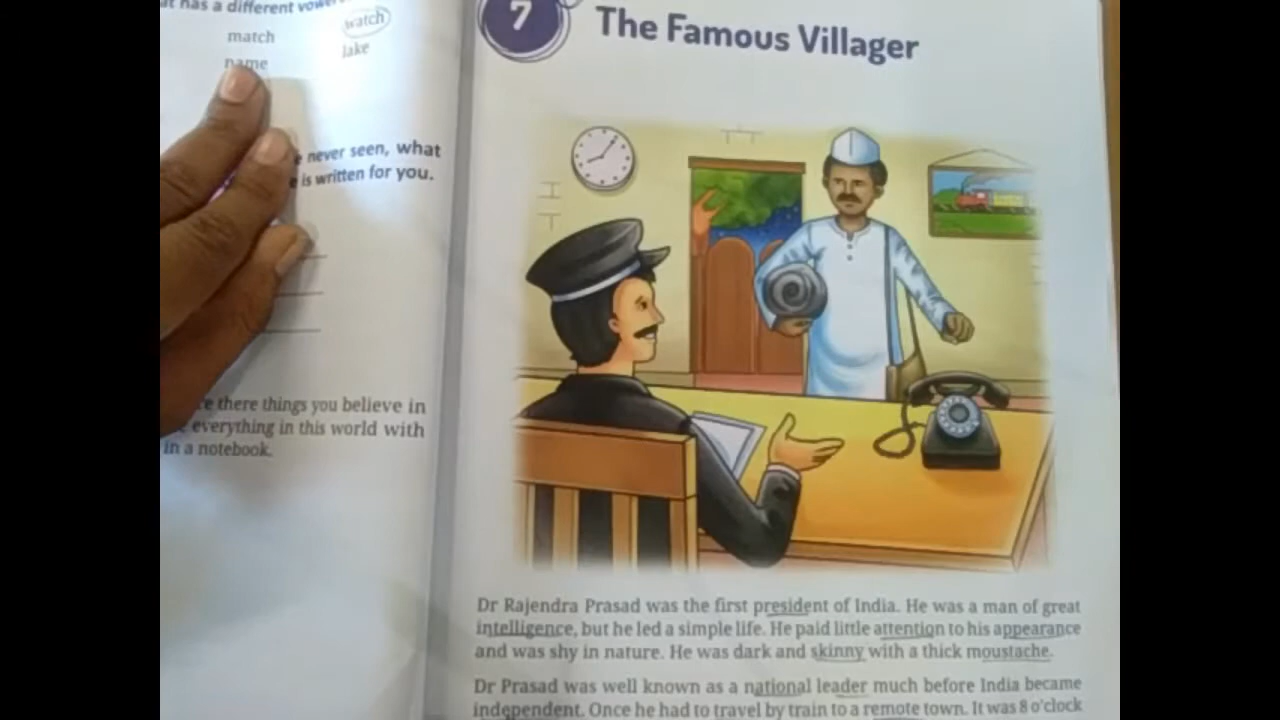 has a different
watch
match
lake
name
never seen, what
is written for you.
there things you believe in
everything in this world with
in a notebook.
7
The Famous Villager
Dr Rajendra Prasad was the first president of India. He was a man of great
intelligence, but he led a simple life. He paid little attention to his appearance
and was shy in nature. He was dark and skinny with a thick moustache.
Dr Prasad was well known as a national leader much before India became
independent. Once he had to travel by train to a remote town. It was 8 o'clock